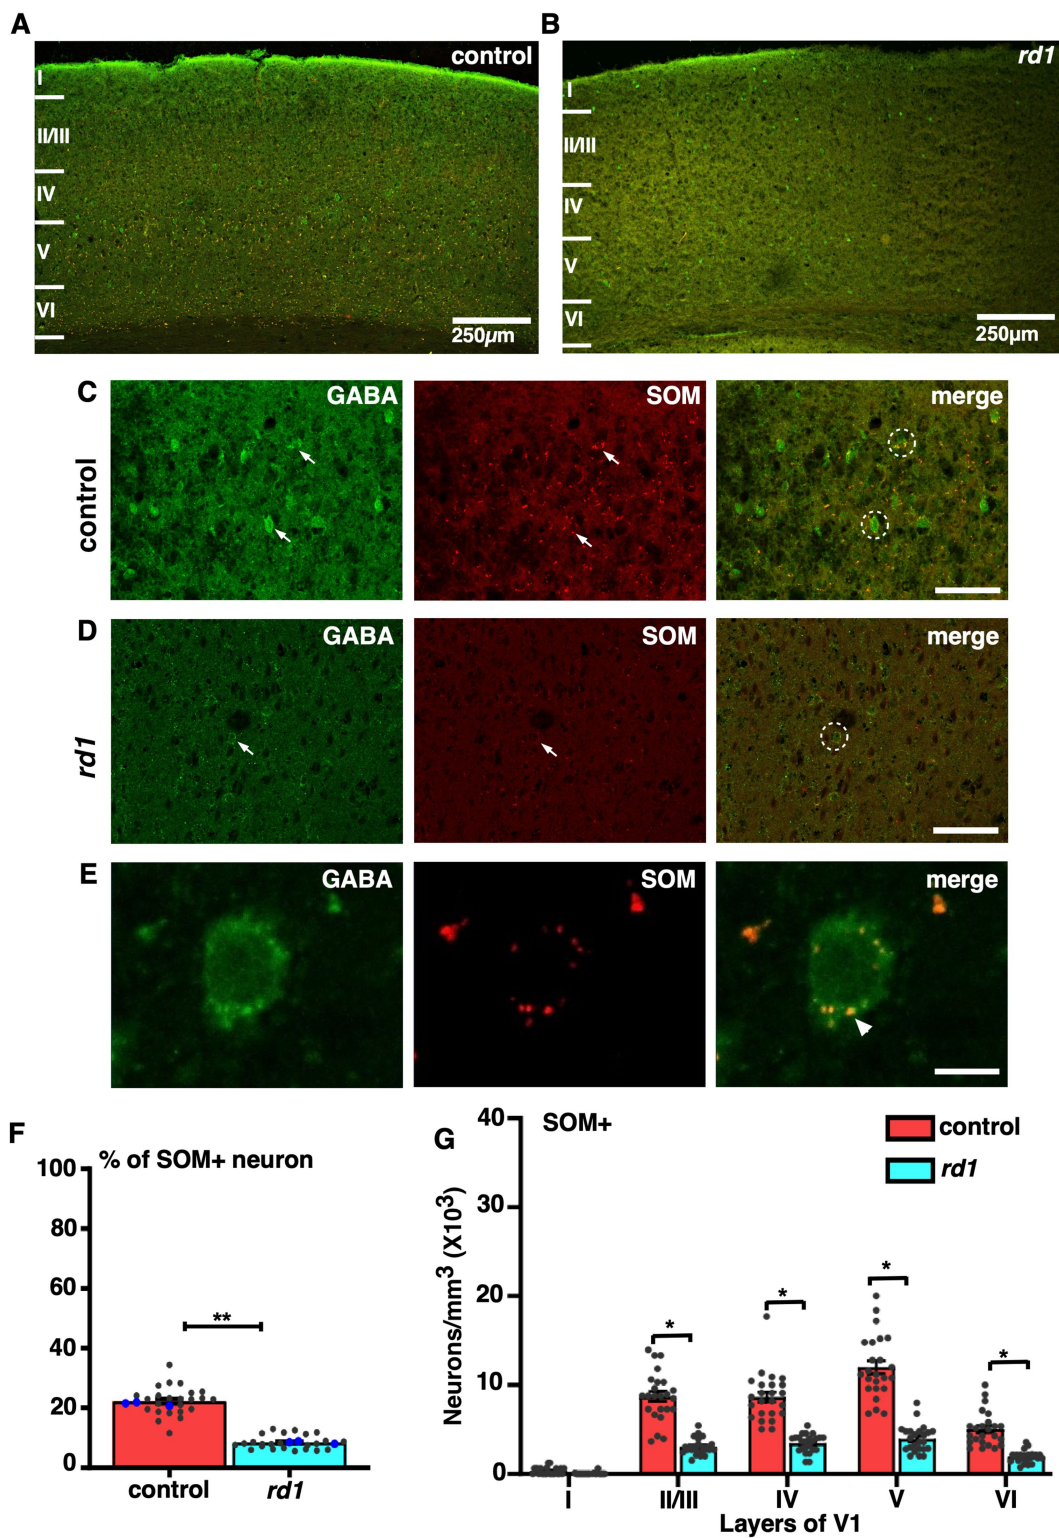 A
B
control
rd1
I
II/III
IV
V
VI
250µm
I
II/III
IV
V
VI
250µm
C
control
GABA
SOM
merge
D
rd1
GABA
SOM
merge
E
GABA
SOM
merge
F
% of SOM+ neuron
100
80
60
40
20
0
**
control
rd1
G
SOM+
control
rd1
Neurons/mm3 (X103)
40
30
20
10
0
*
*
*
*
I
II/III
IV
V
VI
Layers of V1